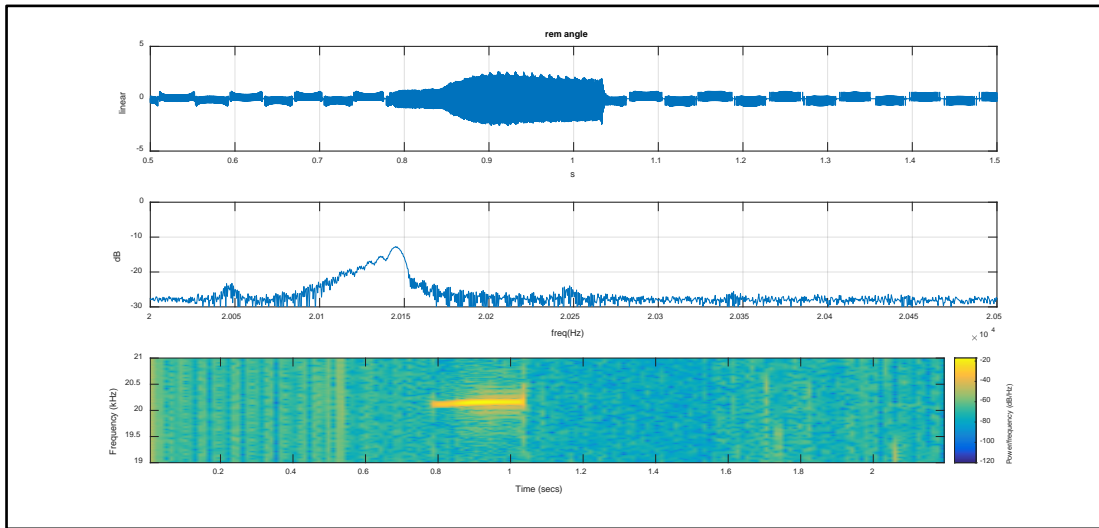 rem angle
5
0
-5
linear
0.5 0.6 0.7 0.8 0.9 1 1.1 1.2 1.3 1.4 1.5
s
0
-10
-20
-30
dB
2 2.005 2.01 2.015 2.02 2.025 2.03 2.035 2.04 2.045 2.05
freq(Hz)
× 10 4
21
20.5
20
19.5
19
Frequency (kHz)
0.2 0.4 0.6 0.8 1 1.2 1.4 1.6 1.8 2
Time (secs)
-20
-40
-60
-80
-100
-120
Power/frequency (dB/Hz)